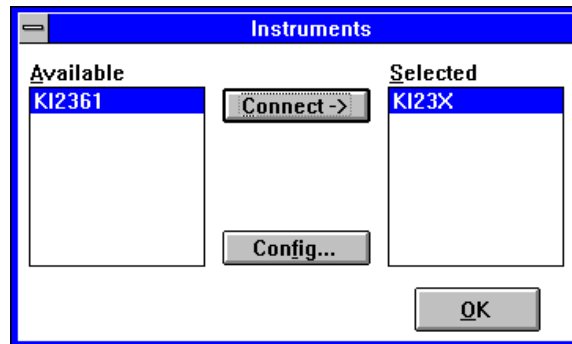 Instruments
Available
Selected
KI2361
Connect ->
KI23X
Config...
OK